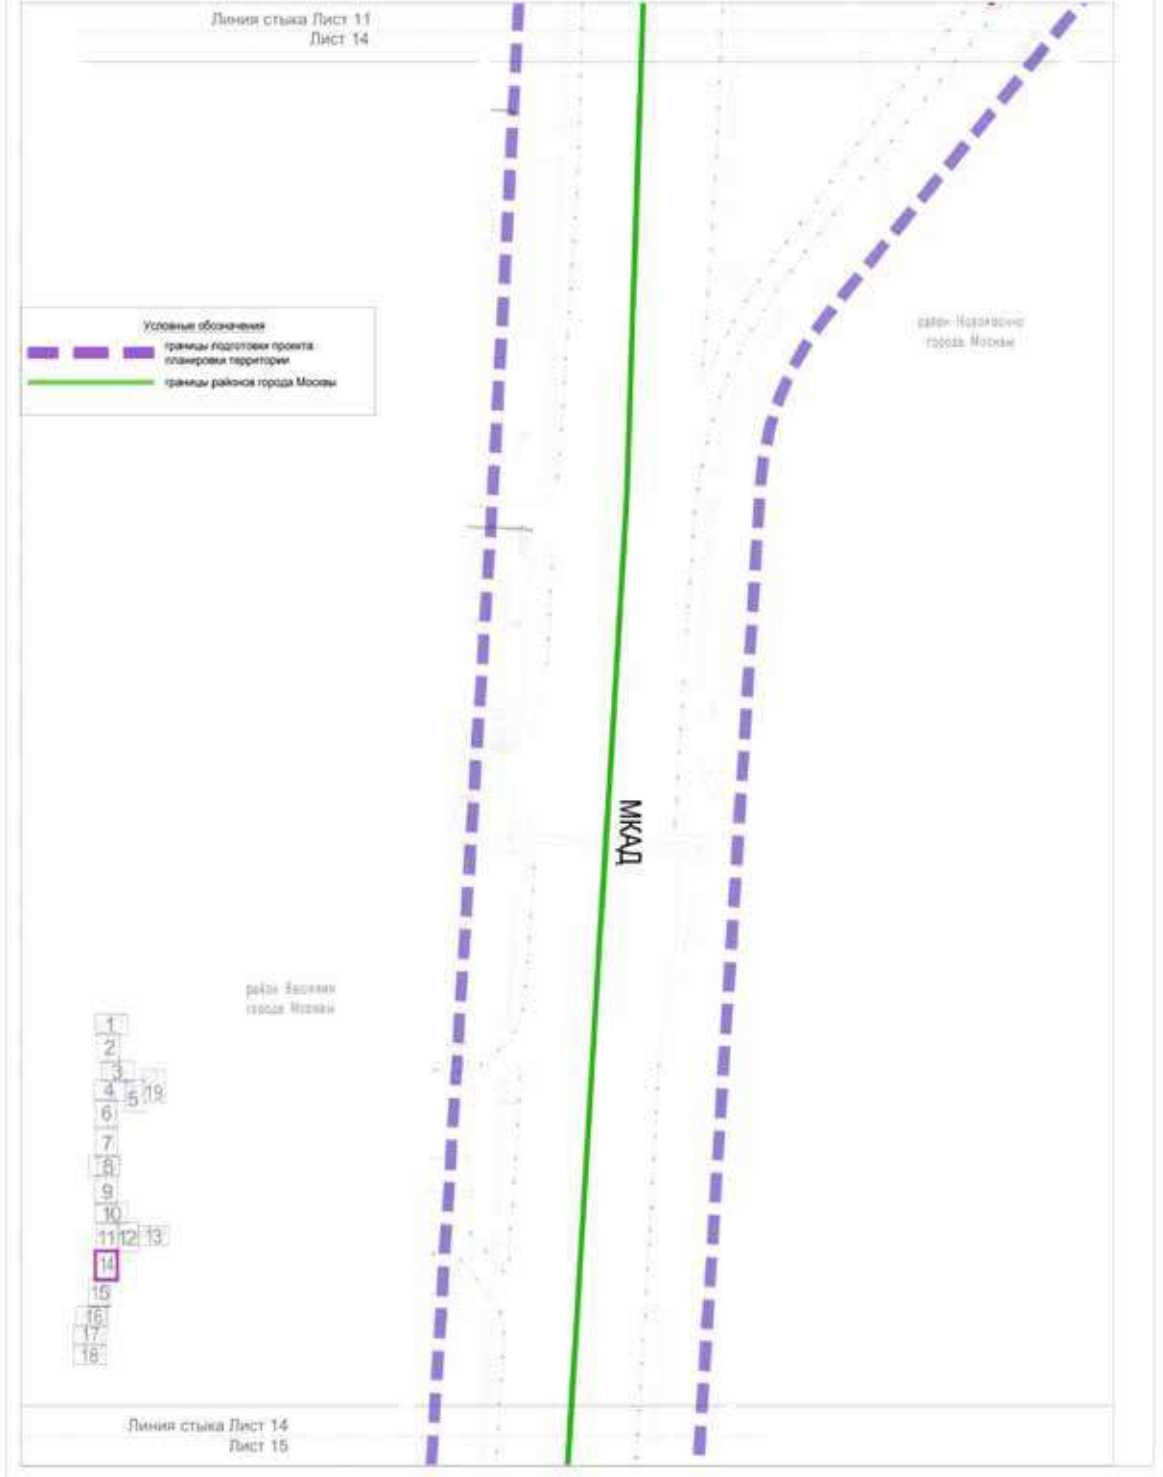 Линия стыка Лист 11
Лист 14
Условные обозначения
границы подготовки проекта
планировки территории
границы районов города Москвы
район Новокосино
города Москвы
МКАД
район
города Москвы
1
2
3
4 5 19
6
7
8
9
10
11 12 13
14
15
16
17
18
Линия стыка Лист 14
Лист 15